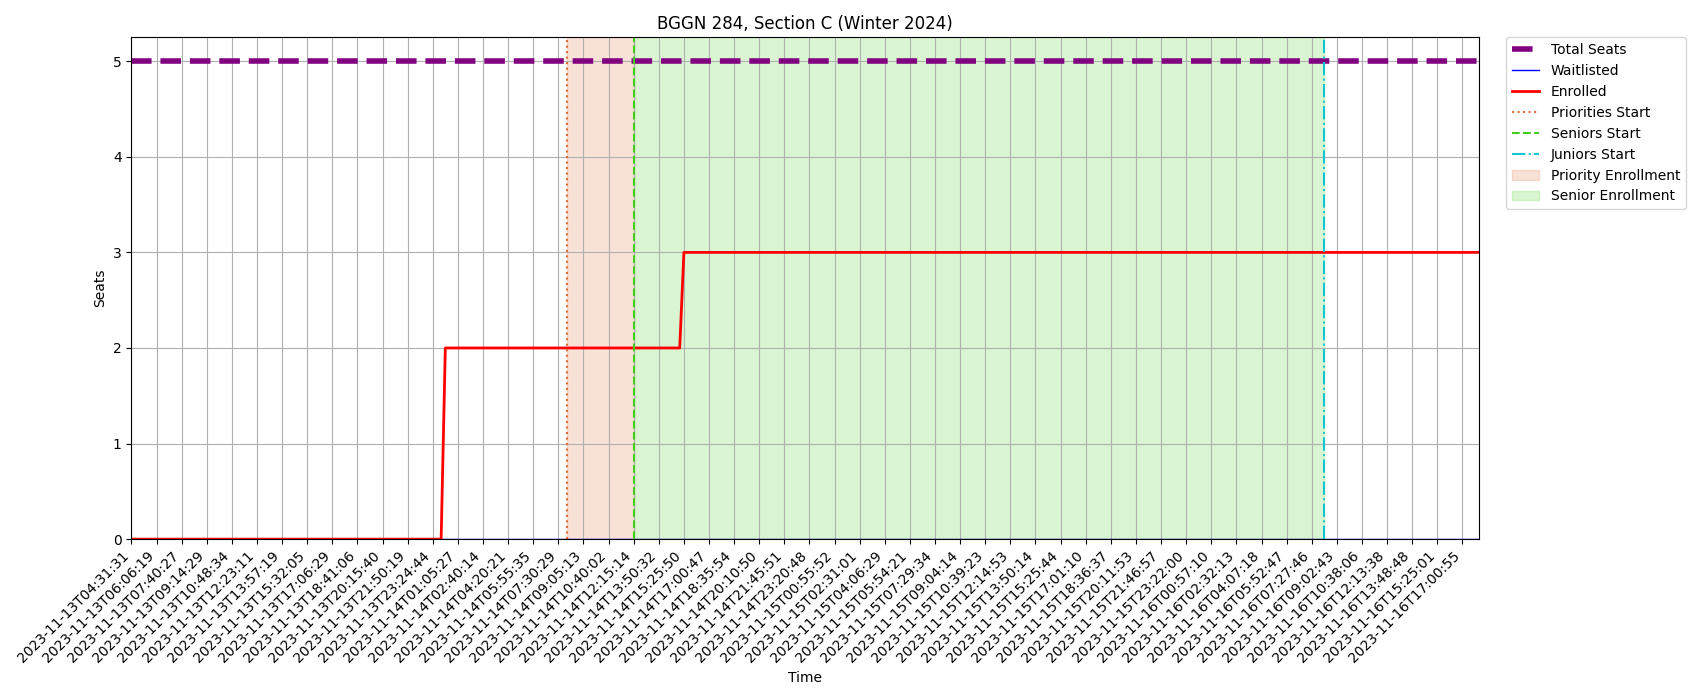 BGGN 284, Section C (Winter 2024)
Total Seats
Waitlisted
Enrolled
Priorities Start
Seniors Start
Juniors Start
Priority Enrollment
Senior Enrollment
Seats
5
4
3
2
1
0
2023-11-13T04:31:31
2023-11-13T06:06:19
2023-11-13T07:40:27
2023-11-13T09:14:29
2023-11-13T10:48:34
2023-11-13T12:23:11
2023-11-13T13:57:19
2023-11-13T15:32:05
2023-11-13T17:06:29
2023-11-13T18:41:06
2023-11-13T20:15:40
2023-11-13T21:50:19
2023-11-13T23:24:44
2023-11-14T01:05:27
2023-11-14T02:40:14
2023-11-14T04:20:21
2023-11-14T05:55:35
2023-11-14T07:30:29
2023-11-14T09:05:13
2023-11-14T10:40:02
2023-11-14T12:15:14
2023-11-14T13:50:32
2023-11-14T15:25:50
2023-11-14T17:00:47
2023-11-14T18:35:54
2023-11-14T20:10:50
2023-11-14T21:45:51
2023-11-14T23:20:48
2023-11-15T00:55:52
2023-11-15T02:31:01
2023-11-15T04:06:29
2023-11-15T05:54:21
2023-11-15T07:29:34
2023-11-15T09:04:14
2023-11-15T10:39:23
2023-11-15T12:14:53
2023-11-15T13:50:14
2023-11-15T15:25:44
2023-11-15T17:01:10
2023-11-15T18:36:37
2023-11-15T20:11:53
2023-11-15T21:46:57
2023-11-15T23:22:00
2023-11-16T00:57:10
2023-11-16T02:32:13
2023-11-16T04:07:18
2023-11-16T05:52:47
2023-11-16T07:27:46
2023-11-16T09:02:43
2023-11-16T10:38:06
2023-11-16T12:13:38
2023-11-16T13:48:48
2023-11-16T15:25:01
2023-11-16T17:00:55
Time